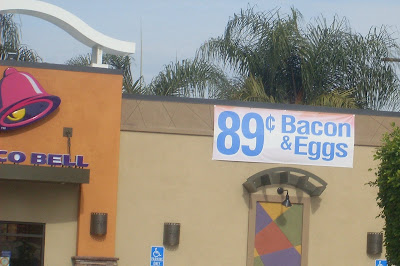 89¢ Bacon
& Eggs
CO BELL